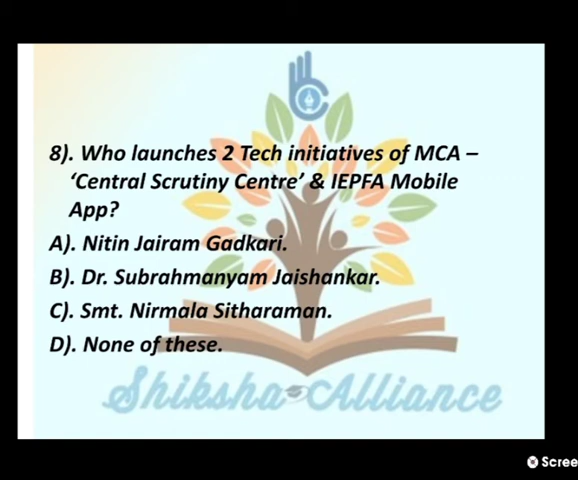 8). Who launches 2 Tech initiatives of MCA –
‘Central Scrutiny Centre’ & IEPFA Mobile
App?
A). Nitin Jairam Gadkari.
B). Dr. Subrahmanyam Jaishankar.
C). Smt. Nirmala Sitharaman.
D). None of these.
Shiksha Alliance
Scree